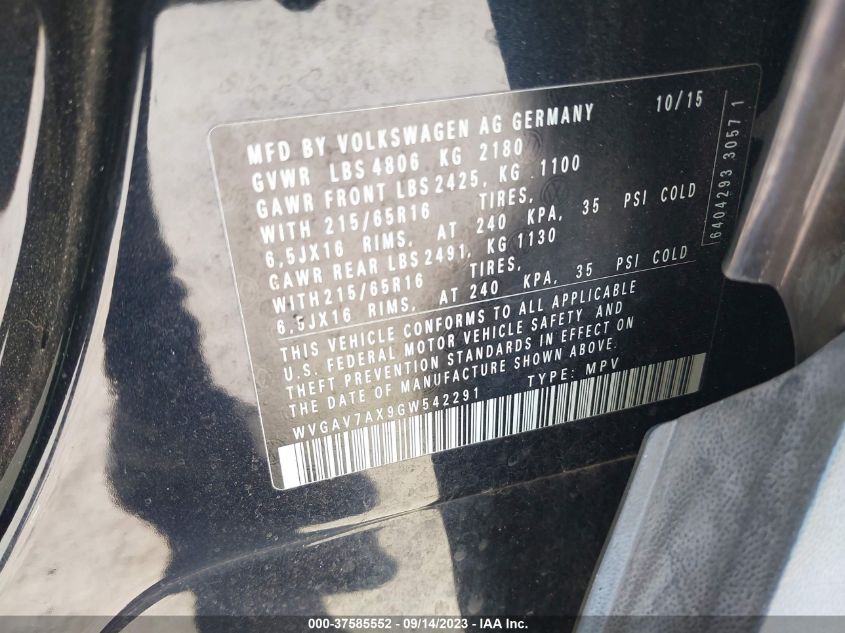 MFD BY VOLKSWAGEN AG GERMANY 10/15
GVWR LBS 4806 KG 2180
GAWR FRONT LBS 2425, KG .1100
WITH 215/65R16 TIRES,
6,5JX16 RIMS, AT 240 KPA, 35 PSI COLD
GAWR REAR LBS 2491, KG 1130
WITH 215/65R16 TIRES,
6,5JX16 RIMS, AT 240 KPA, 35 PSI COLD
THIS VEHICLE CONFORMS TO ALL APPLICABLE
U.S. FEDERAL MOTOR VEHICLE SAFETY AND
THEFT PREVENTION STANDARDS IN EFFECT ON
THE DATE OF MANUFACTURE SHOWN ABOVE.
WVGAV7AX9GW542291 TYPE: MPV
6404293 3057 1
000-37585552 - 09/14/2023 - IAA Inc.